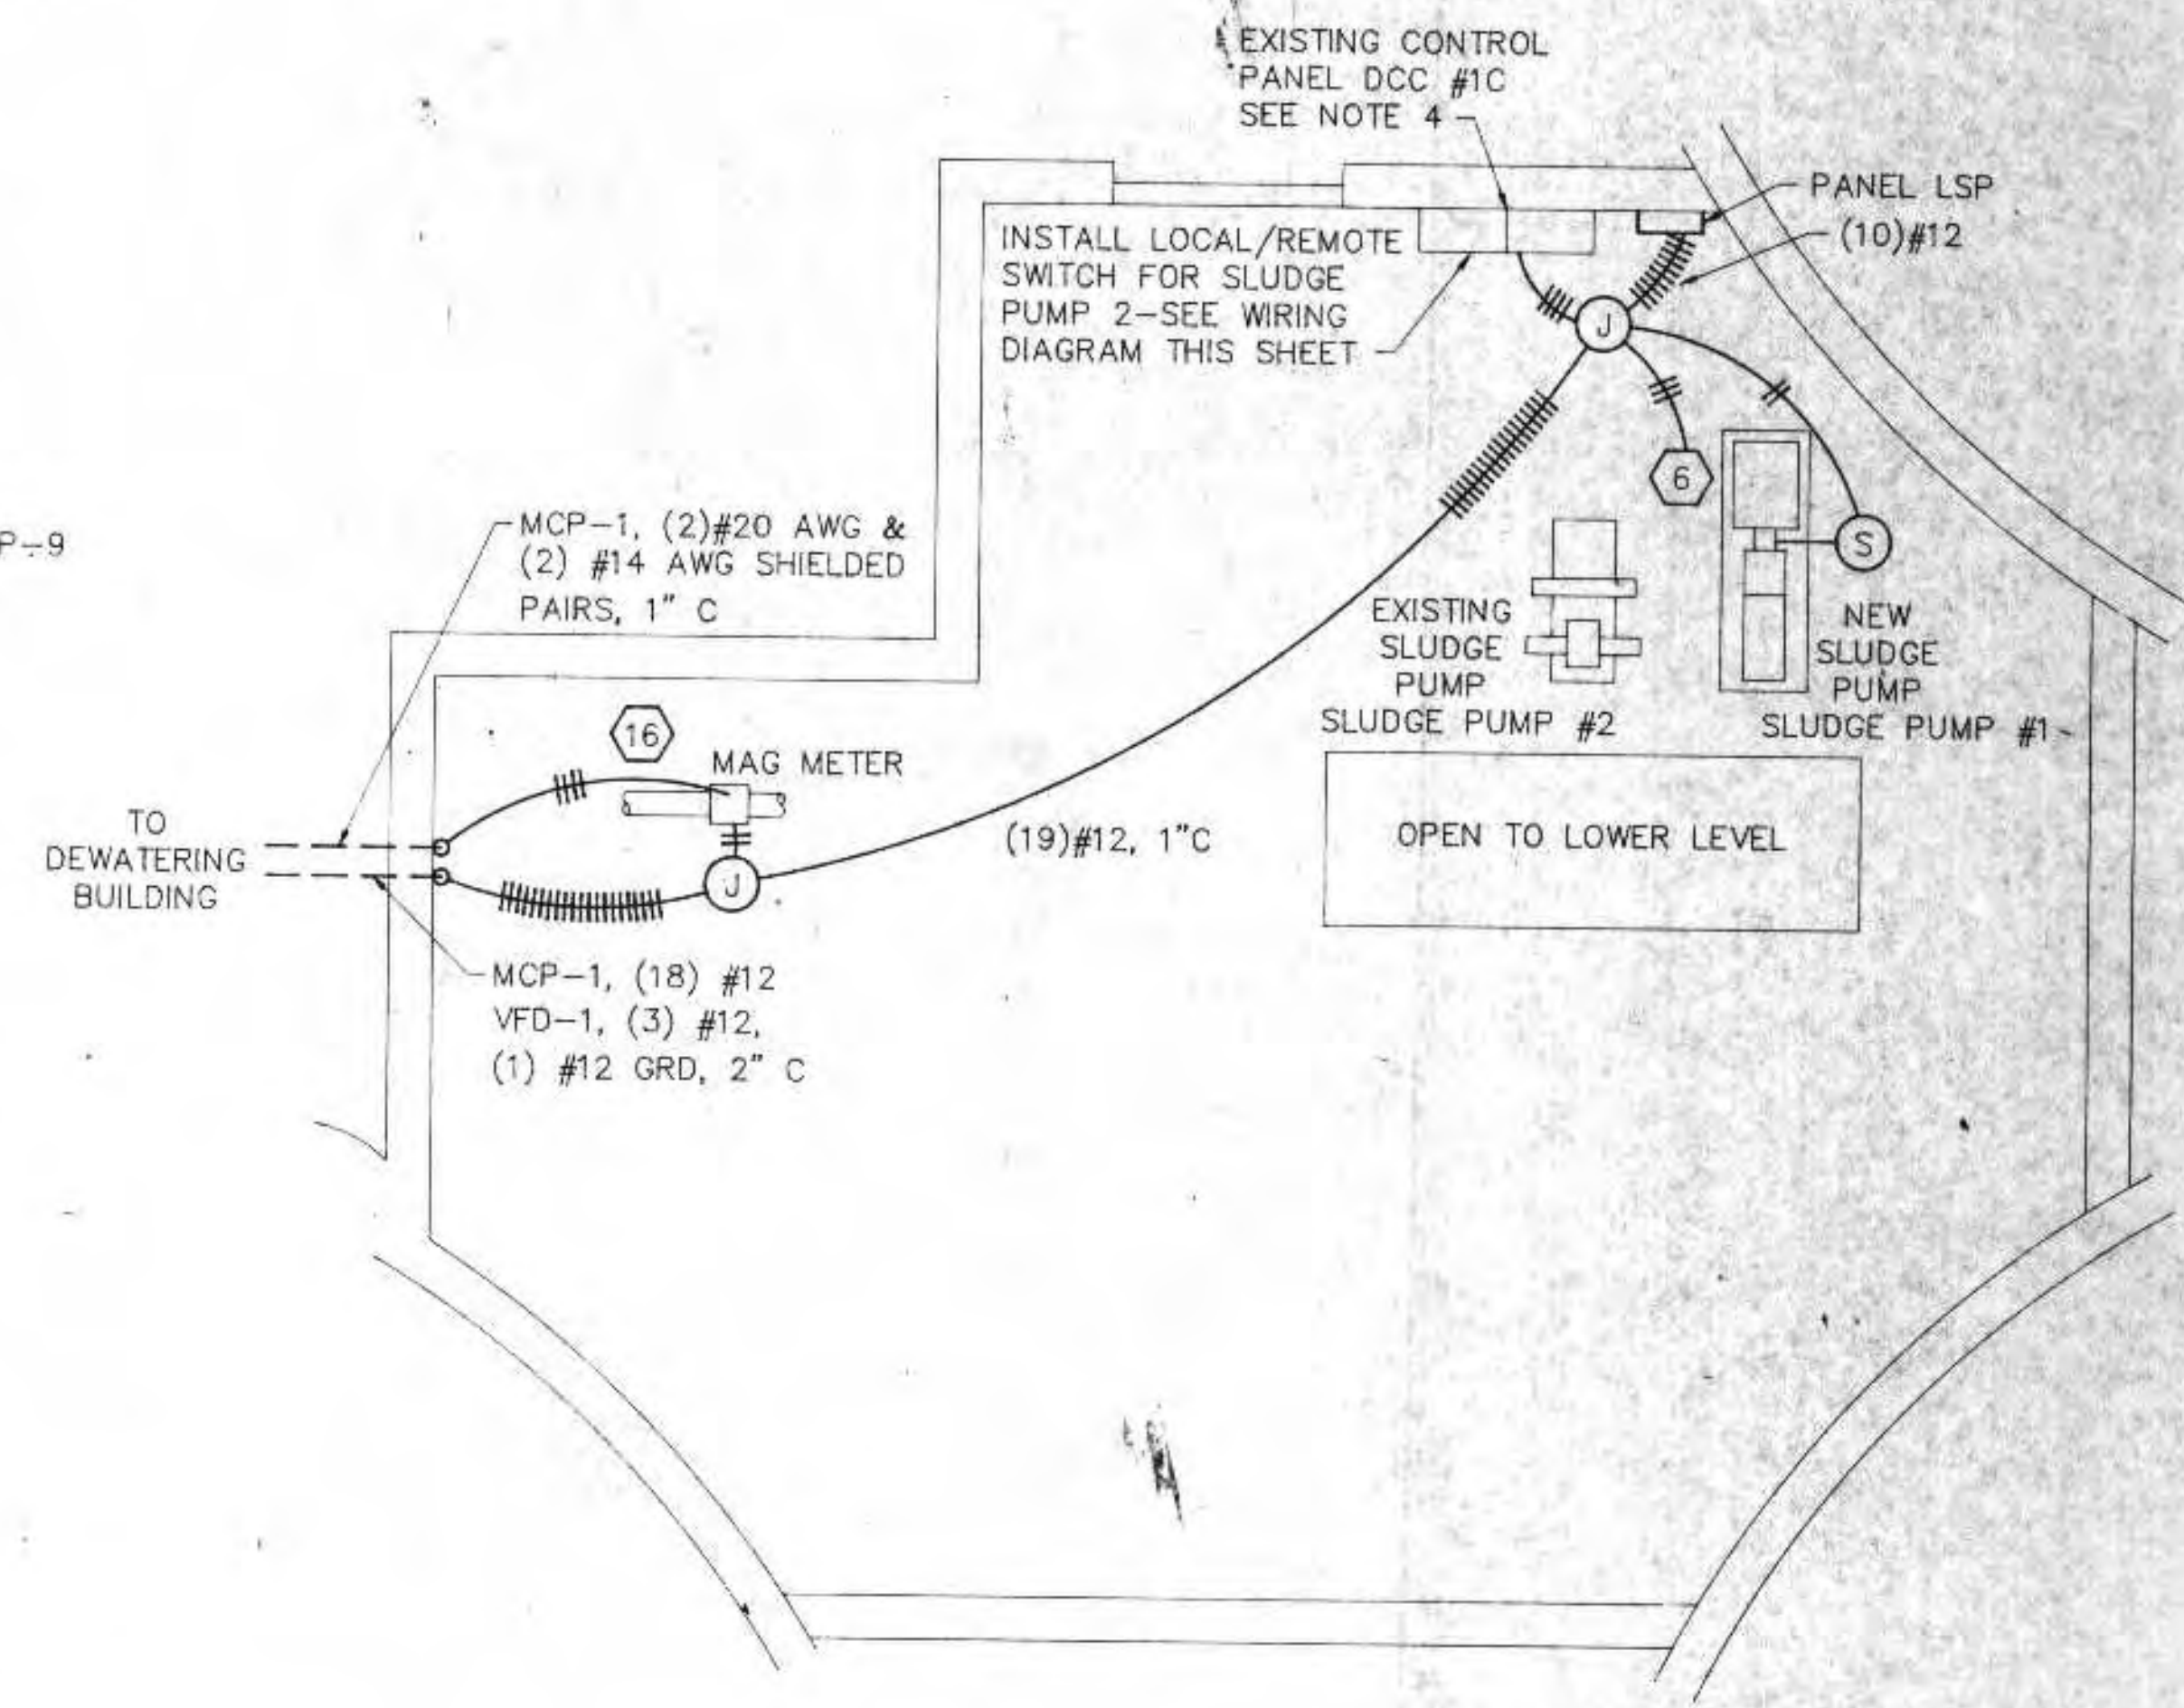 EXISTING CONTROL
PANEL DCC #1C
SEE NOTE 4
PANEL LSP
(10)#12
INSTALL LOCAL/REMOTE
SWITCH FOR SLUDGE
PUMP 2-SEE WIRING
DIAGRAM THIS SHEET
J
6
S
P-9
MCP-1, (2)#20 AWG &
(2) #14 AWG SHIELDED
PAIRS, 1" C
EXISTING
SLUDGE
PUMP
SLUDGE PUMP #2
NEW
SLUDGE
PUMP
SLUDGE PUMP #1
16
MAG METER
TO
DEWATERING
BUILDING
J
(19)#12, 1"C
OPEN TO LOWER LEVEL
MCP-1, (18) #12
VFD-1, (3) #12,
(1) #12 GRD, 2" C